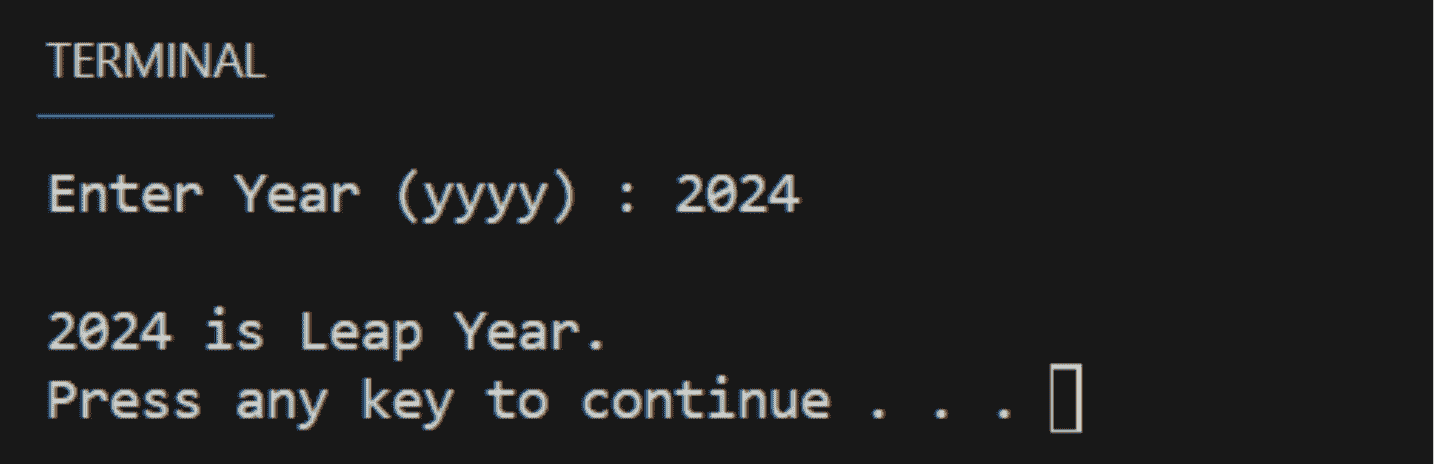 TERMINAL
Enter Year (yyyy) : 2024
2024 is Leap Year.
Press any key to continue . . .